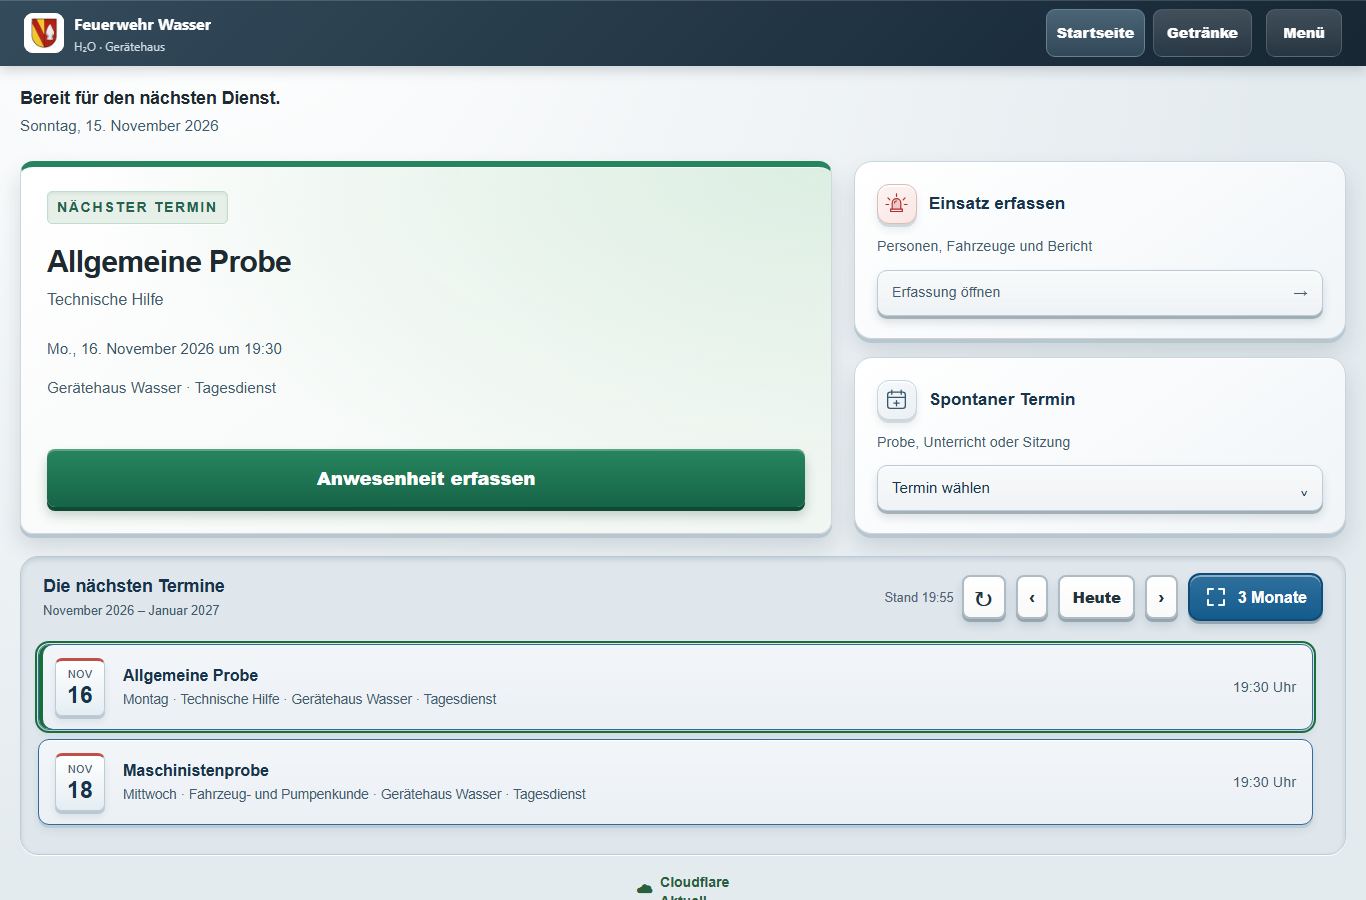 Feuerwehr Wasser
H₂O · Gerätehaus
Startseite
Getränke
Menü
Bereit für den nächsten Dienst.
Sonntag, 15. November 2026
NÄCHSTER TERMIN
Allgemeine Probe
Technische Hilfe
Mo., 16. November 2026 um 19:30
Gerätehaus Wasser · Tagesdienst
Anwesenheit erfassen
Einsatz erfassen
Personen, Fahrzeuge und Bericht
Erfassung öffnen →
Spontaner Termin
Probe, Unterricht oder Sitzung
Termin wählen
Die nächsten Termine
November 2026 – Januar 2027
Stand 19:55
↻
‹
Heute
›
3 Monate
NOV
16
Allgemeine Probe
Montag · Technische Hilfe · Gerätehaus Wasser · Tagesdienst
19:30 Uhr
NOV
18
Maschinistenprobe
Mittwoch · Fahrzeug- und Pumpenkunde · Gerätehaus Wasser · Tagesdienst
19:30 Uhr
Cloudflare
Aktuell